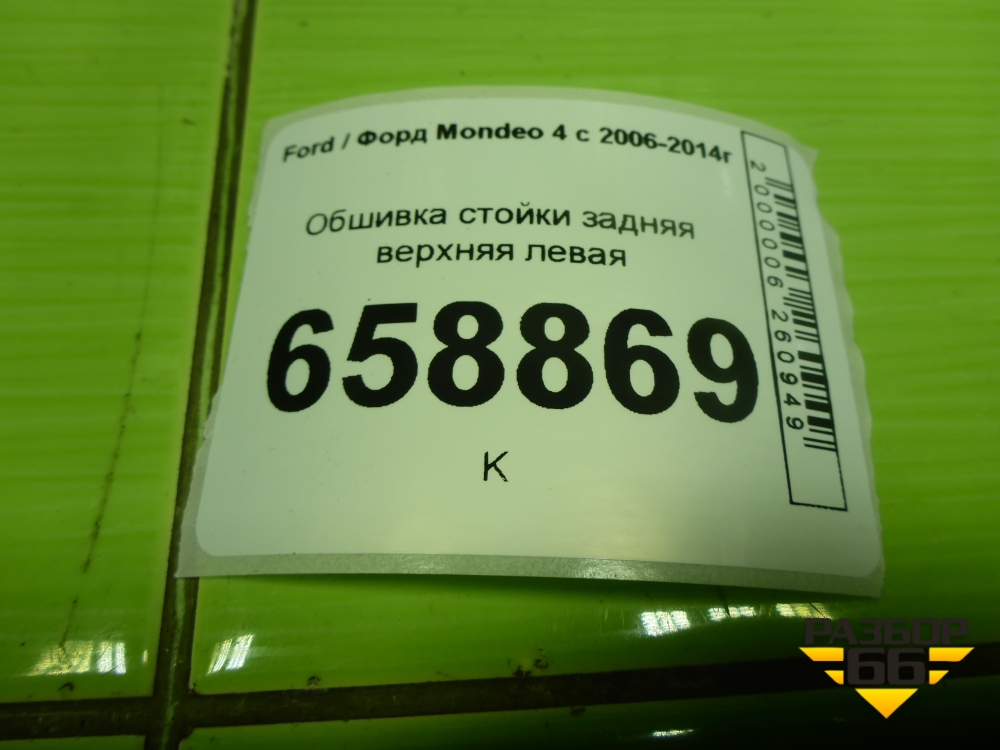 Ford / Форд Mondeo 4 с 2006-2014г
Обшивка стойки задняя
верхняя левая
658869
К
2000006260949
РАЗБОР
66